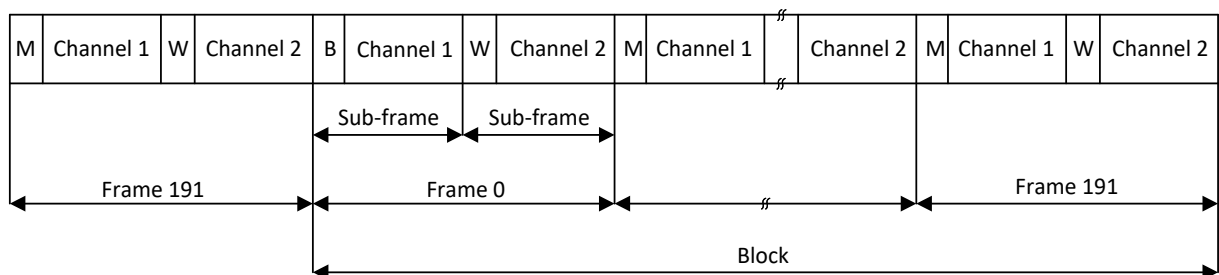 M Channel 1 W Channel 2 B Channel 1 W Channel 2 M Channel 1 Channel 2 M Channel 1 W Channel 2
Sub-frame Sub-frame
Frame 191 Frame 0 Frame 191
Block